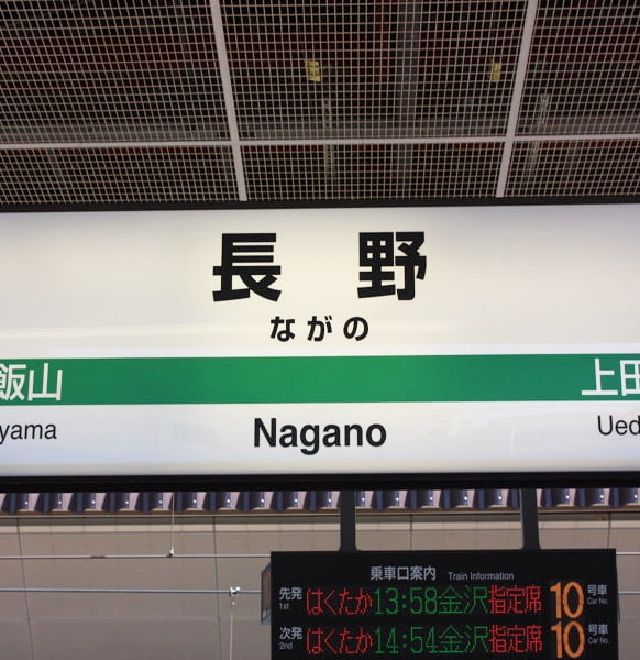 長野
ながの
飯山 上田
yama Nagano Ued
乗車口案内 Train Information
先発 はくたか 13:58 金沢 指定席 10 号車
1st Car No.
次発 はくたか 14:54 金沢 指定席 10 号車
2nd Car No.